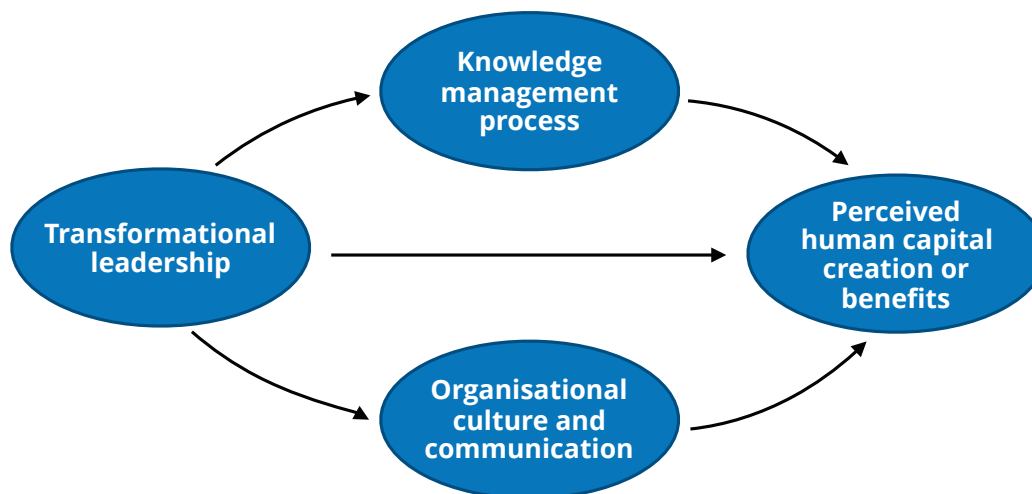 Knowledge
management
process
Transformational
leadership
Perceived
human capital
creation or
benefits
Organisational
culture and
communication